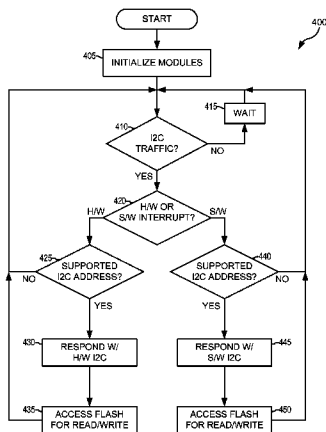 START
400
405
INITIALIZE MODULES
415
WAIT
410
I2C
TRAFFIC?
NO
YES
420
H/W
H/W OR
S/W INTERRUPT?
S/W
425
SUPPORTED
I2C ADDRESS?
NO
YES
440
SUPPORTED
I2C ADDRESS?
NO
YES
430
RESPOND W/
H/W I2C
445
RESPOND W/
S/W I2C
435
ACCESS FLASH
FOR READ/WRITE
450
ACCESS FLASH
FOR READ/WRITE